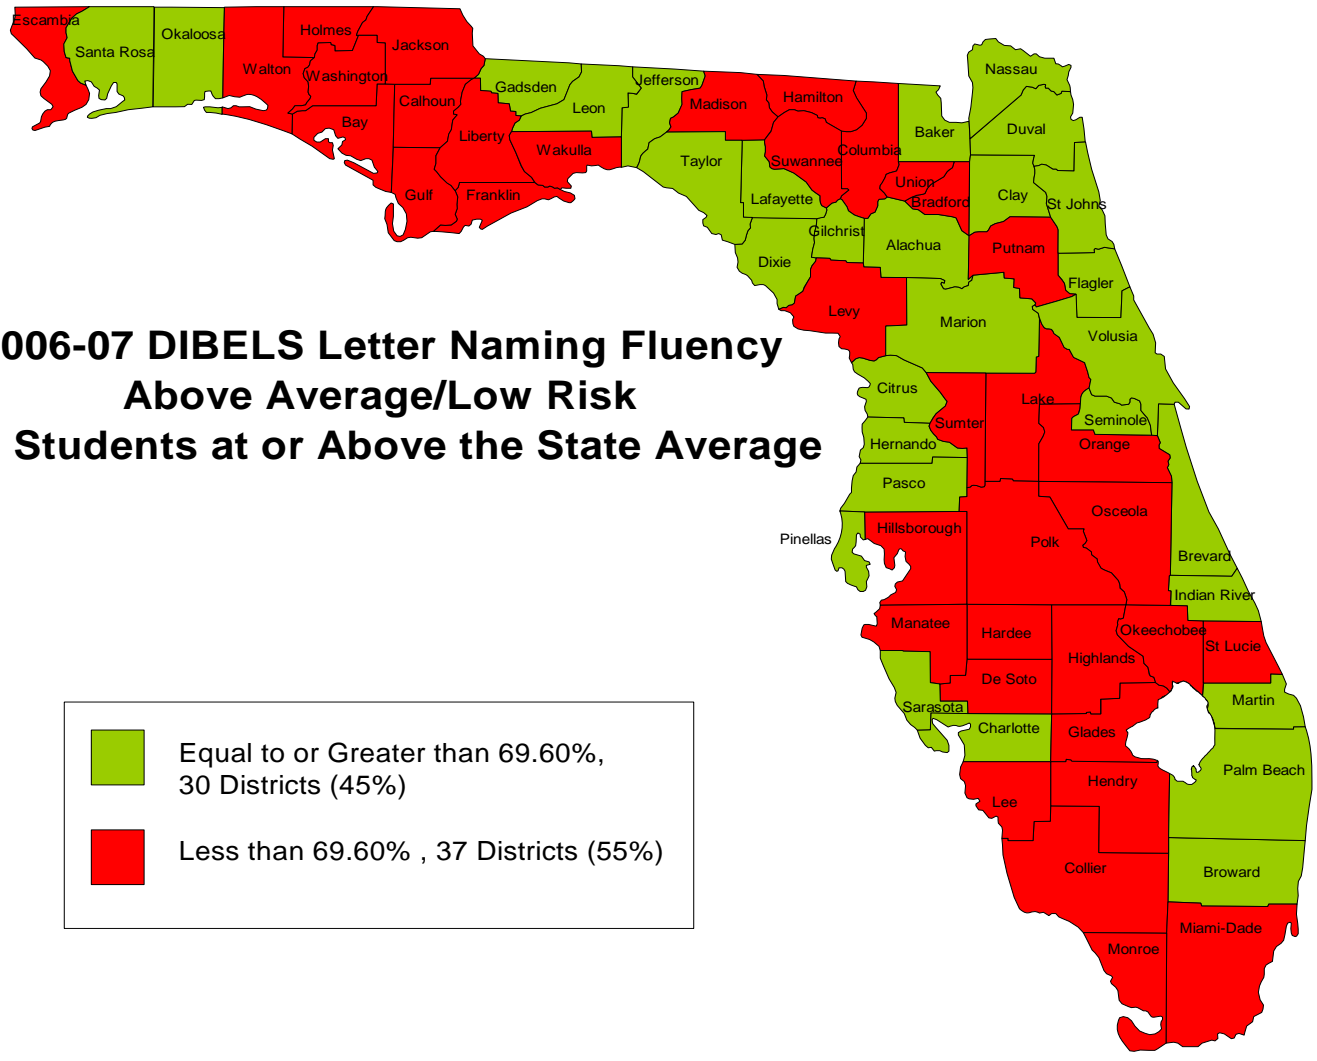 Escambia
Santa Rosa
Okaloosa
Holmes
Jackson
Walton
Washington
Calhoun
Bay
Gadsden
Jefferson
Leon
Liberty
Wakulla
Gulf
Franklin
Madison
Hamilton
Taylor
Suwannee
Columbia
Lafayette
Baker
Nassau
Duval
Union
Bradford
Clay
St Johns
Gilchrist
Alachua
Putnam
Dixie
Flagler
Levy
Marion
Volusia
006-07 DIBELS Letter Naming Fluency
Above Average/Low Risk
Students at or Above the State Average
Citrus
Lake
Sumter
Seminole
Hernando
Orange
Pasco
Osceola
Pinellas
Hillsborough
Polk
Brevard
Indian River
Manatee
Hardee
Okeechobee
St Lucie
Highlands
De Soto
Sarasota
Martin
Charlotte
Glades
Palm Beach
Hendry
Lee
Collier
Broward
Miami-Dade
Monroe
Equal to or Greater than 69.60%,
30 Districts (45%)
Less than 69.60% , 37 Districts (55%)